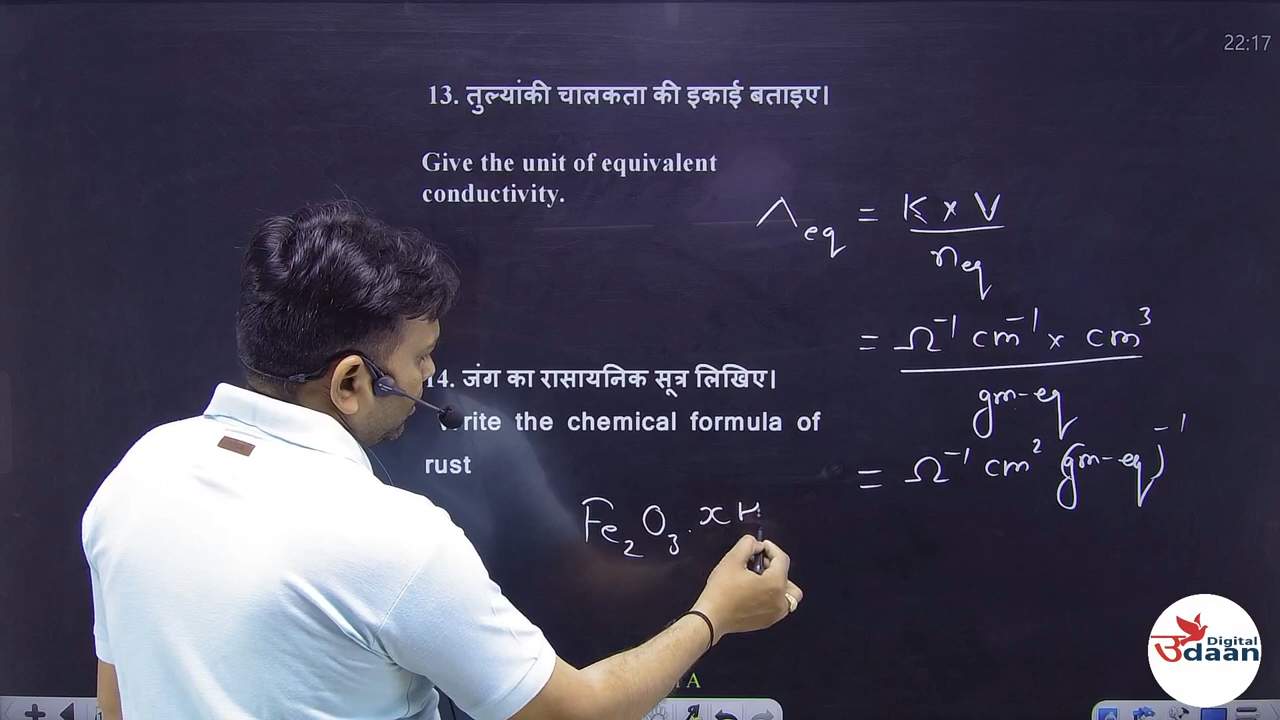 22:17
13. तुल्यांकी चालकता की इकाई बताइए।
Give the unit of equivalent
conductivity.
Λeq = K x V
neq
= Ω⁻¹ cm⁻¹ x cm³
gm-eq
= Ω⁻¹ cm² (gm-eq)⁻¹
14. जंग का रासायनिक सूत्र लिखिए।
rite the chemical formula of
rust
Fe₂O₃.xH
Digital
उdaan